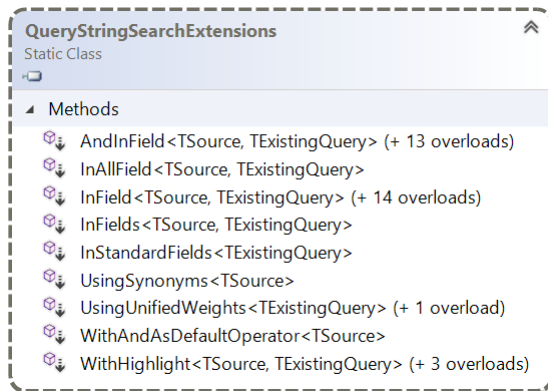 QueryStringSearchExtensions
Static Class
Methods
AndInField<TSource, TExistingQuery> (+ 13 overloads)
InAllField<TSource, TExistingQuery>
InField<TSource, TExistingQuery> (+ 14 overloads)
InFields<TSource, TExistingQuery>
InStandardFields<TExistingQuery>
UsingSynonyms<TSource>
UsingUnifiedWeights<TExistingQuery> (+ 1 overload)
WithAndAsDefaultOperator<TSource>
WithHighlight<TSource, TExistingQuery> (+ 3 overloads)